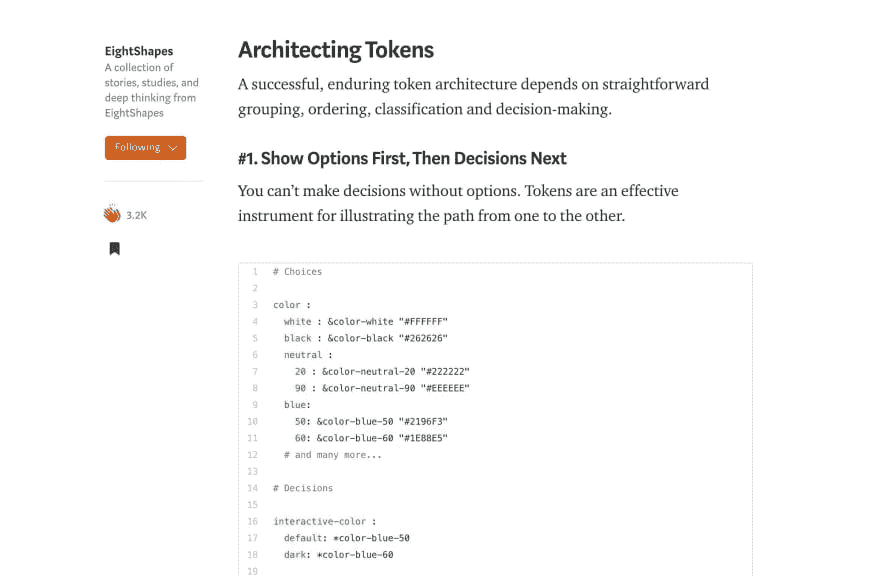 EightShapes
A collection of
stories, studies, and
deep thinking from
EightShapes
Following
3.2K
Architecting Tokens
A successful, enduring token architecture depends on straightforward
grouping, ordering, classification and decision-making.
#1. Show Options First, Then Decisions Next
You can’t make decisions without options. Tokens are an effective
instrument for illustrating the path from one to the other.
1 # Choices
2
3 color :
4 white : &color-white "#FFFFFF"
5 black : &color-black "#262626"
6 neutral :
7 20 : &color-neutral-20 "#222222"
8 90 : &color-neutral-90 "#EEEEEE"
9 blue:
10 50: &color-blue-50 "#2196F3"
11 60: &color-blue-60 "#1E88E5"
12 # and many more...
13
14 # Decisions
15
16 interactive-color :
17 default: *color-blue-50
18 dark: *color-blue-60
19